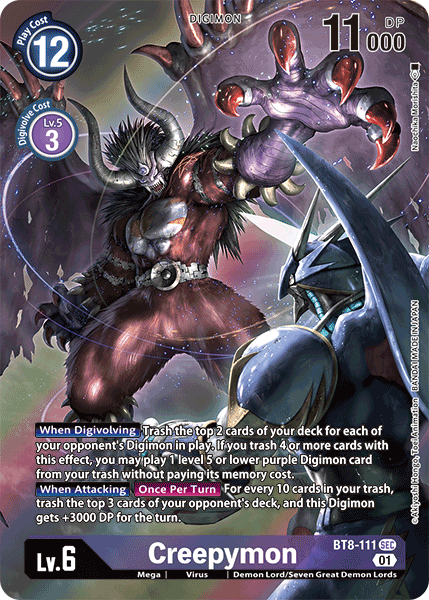 Play Cost
12
DIGIMON
DP
11000
Digivolve Cost
Lv.5
3
Naochika Morishita
When Digivolving Trash the top 2 cards of your deck for each of
your opponent's Digimon in play. If you trash 4 or more cards with
this effect, you may play 1 level 5 or lower purple Digimon card
from your trash without paying its memory cost.
When Attacking Once Per Turn For every 10 cards in your trash,
trash the top 3 cards of your opponent's deck, and this Digimon
gets +3000 DP for the turn.
©Akiyoshi Hongo, Toei Animation BANDAI MADE IN JAPAN
Lv.6
Creepymon
BT8-111 SEC
01
Mega | Virus | Demon Lord/Seven Great Demon Lords